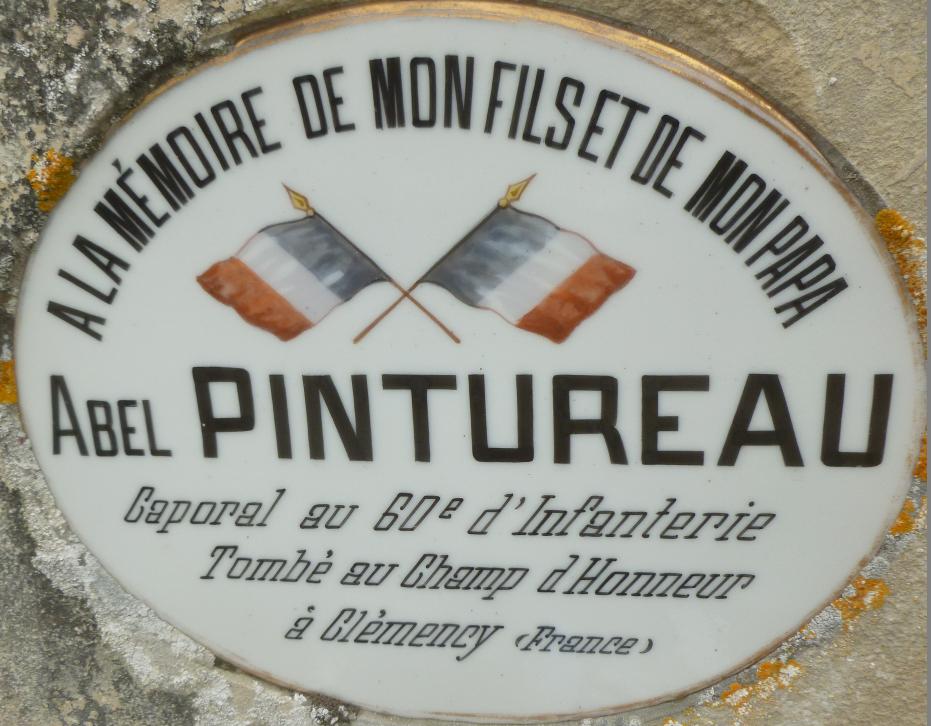 A LA MÉMOIRE DE MON FILS ET DE MON PAPA
ABEL PINTUREAU
Caporal au 60e d'Infanterie
Tombé au Champ d'Honneur
à Clémency (France)